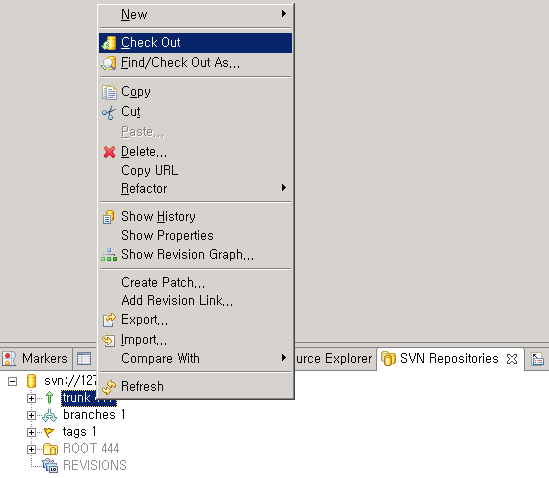 New
Check Out
Find/Check Out As...
Copy
Cut
Paste...
Delete...
Copy URL
Refactor
Show History
Show Properties
Show Revision Graph...
Create Patch...
Add Revision Link...
Export...
Import...
Compare With
Refresh
Markers
urce Explorer
SVN Repositories
svn://127
trunk 444
branches 1
tags 1
ROOT 444
REVISIONS